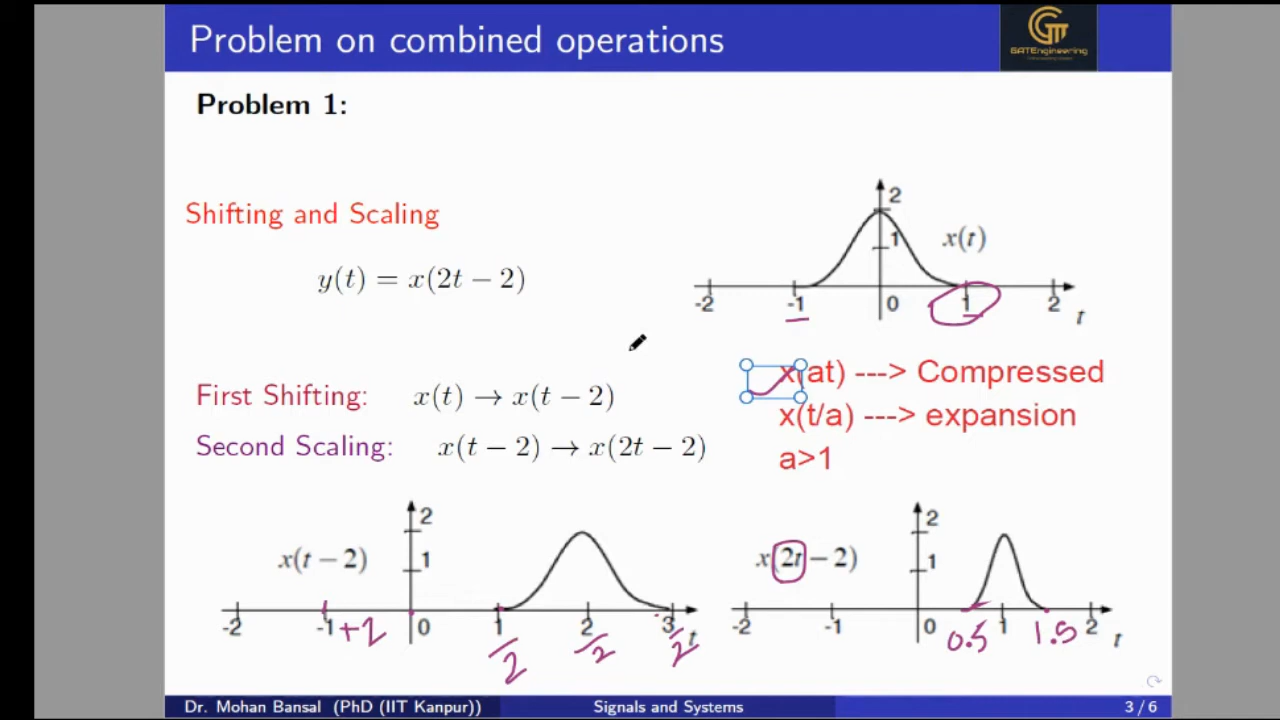 Problem on combined operations
GATEngineering
Problem 1:
Shifting and Scaling
y(t) = x(2t − 2)
2
1
x(t)
-2 -1 0 1 2 t
First Shifting: x(t) → x(t − 2)
Second Scaling: x(t − 2) → x(2t − 2)
x(at) ---> Compressed
x(t/a) ---> expansion
a>1
2
x(t − 2) 1
-2 -1 0 1 2 3 t
+2 /2 /2 /2
2
x(2t − 2) 1
-2 -1 0 1 2 t
0.5 1.5
Dr. Mohan Bansal (PhD (IIT Kanpur)) Signals and Systems 3 / 6